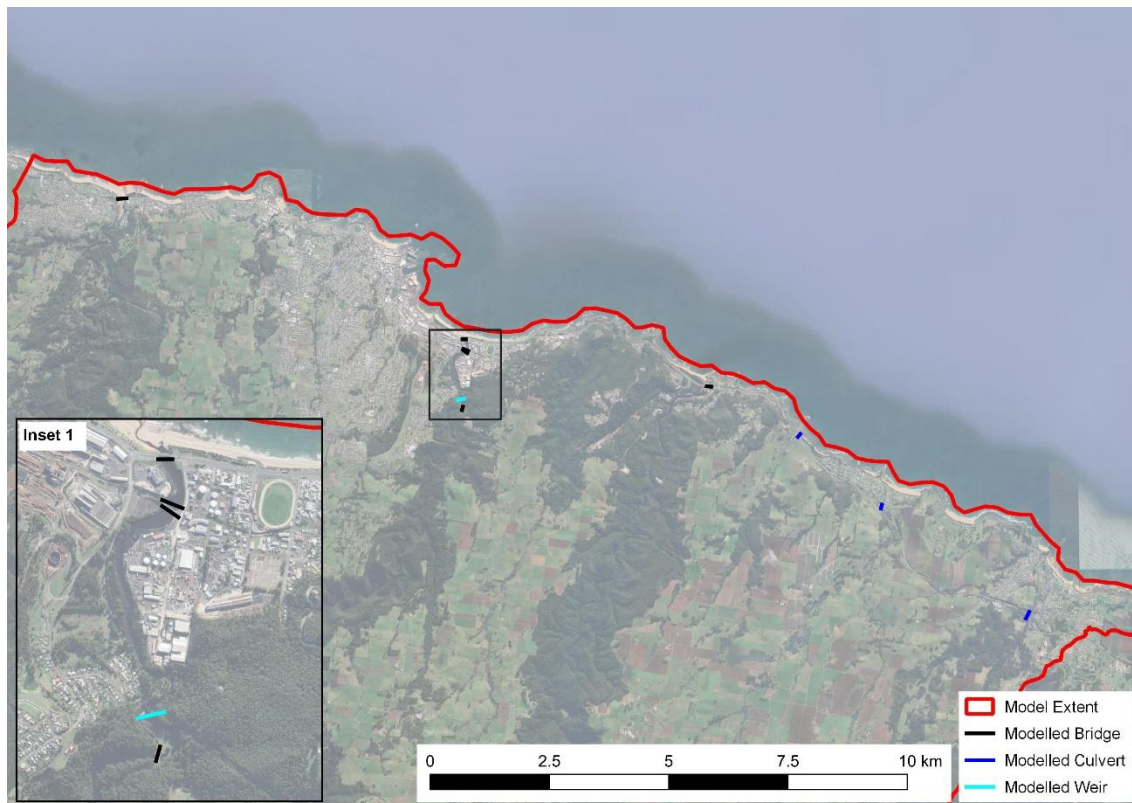 Inset 1
0 2.5 5 7.5 10 km
Model Extent
Modelled Bridge
Modelled Culvert
Modelled Weir